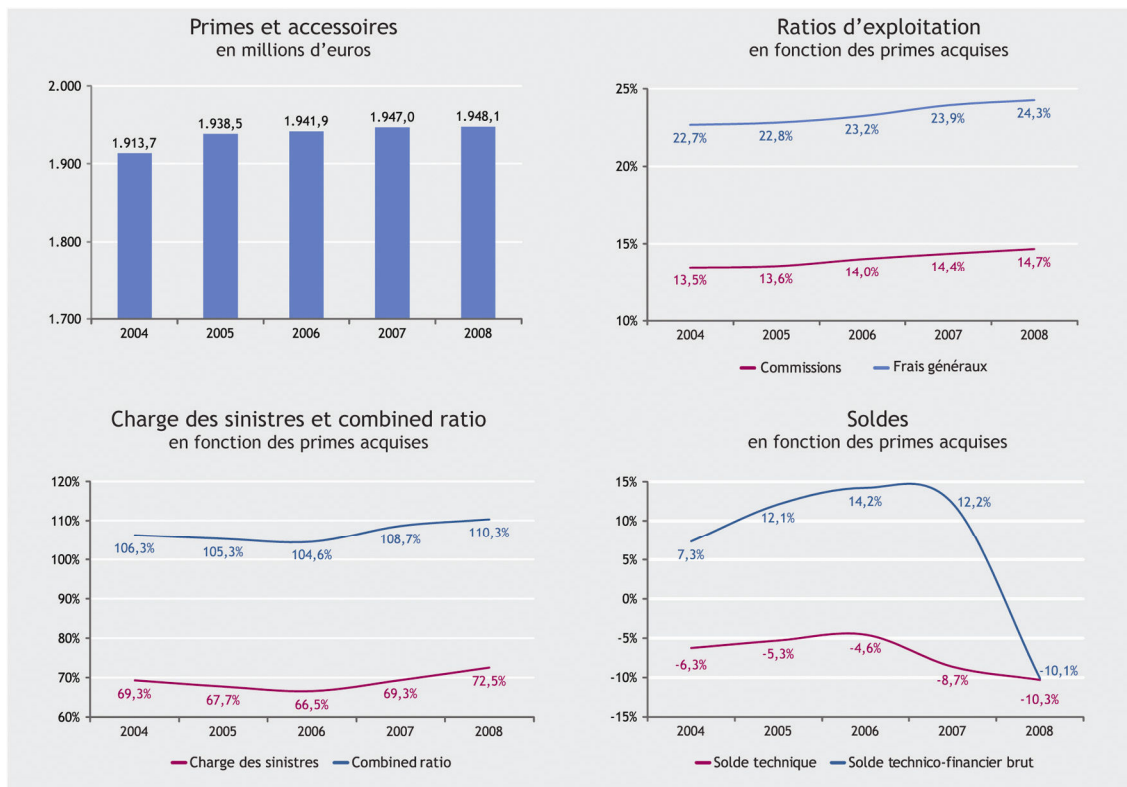 Primes et accessoires
en millions d'euros
2.000
1.900
1.800
1.700
1.913,7
1.938,5
1.941,9
1.947,0
1.948,1
2004 2005 2006 2007 2008
Ratios d'exploitation
en fonction des primes acquises
25%
20%
15%
10%
22,7% 22,8% 23,2% 23,9% 24,3%
13,5% 13,6% 14,0% 14,4% 14,7%
2004 2005 2006 2007 2008
Commissions Frais généraux
Charge des sinistres et combined ratio
en fonction des primes acquises
120%
110%
100%
90%
80%
70%
60%
106,3% 105,3% 104,6% 108,7% 110,3%
69,3% 67,7% 66,5% 69,3% 72,5%
2004 2005 2006 2007 2008
Charge des sinistres Combined ratio
Soldes
en fonction des primes acquises
15%
10%
5%
0%
-5%
-10%
-15%
7,3% 12,1% 14,2% 12,2% -10,1%
-6,3% -5,3% -4,6% -8,7% -10,3%
2004 2005 2006 2007 2008
Solde technique Solde technico-financier brut